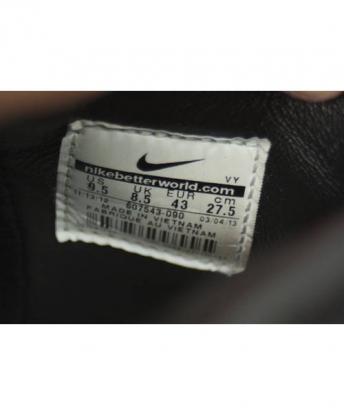 VY
nikebetterworld.com
US UK EUR cm
9.5 8.5 43 27.5
607543-090 03/04/13
MADE IN VIETNAM
FABRIQUE AU VIETNAM